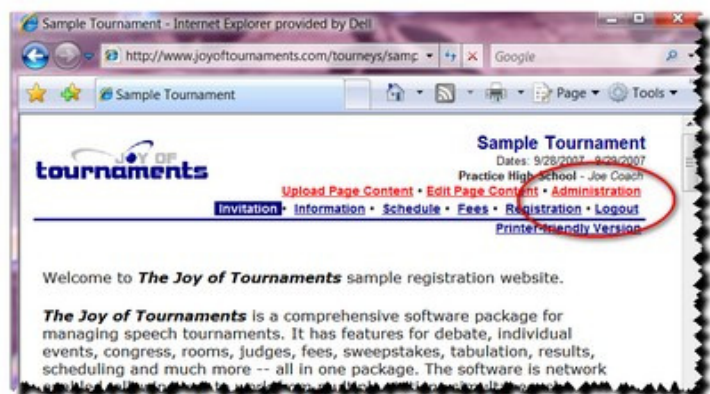 Sample Tournament - Internet Explorer provided by Dell
http://www.joyoftournaments.com/tourneys/samp
Google
Sample Tournament
Page
Tools
JOY OF
tournaments
Sample Tournament
Dates: 9/28/2007 - 9/29/2007
Practice High School - Joe Coach
Upload Page Content • Edit Page Content • Administration
Invitation • Information • Schedule • Fees • Registration • Logout
Printer-friendly Version
Welcome to The Joy of Tournaments sample registration website.
The Joy of Tournaments is a comprehensive software package for
managing speech tournaments. It has features for debate, individual
events, congress, rooms, judges, fees, sweepstakes, tabulation, results,
scheduling and much more -- all in one package. The software is network